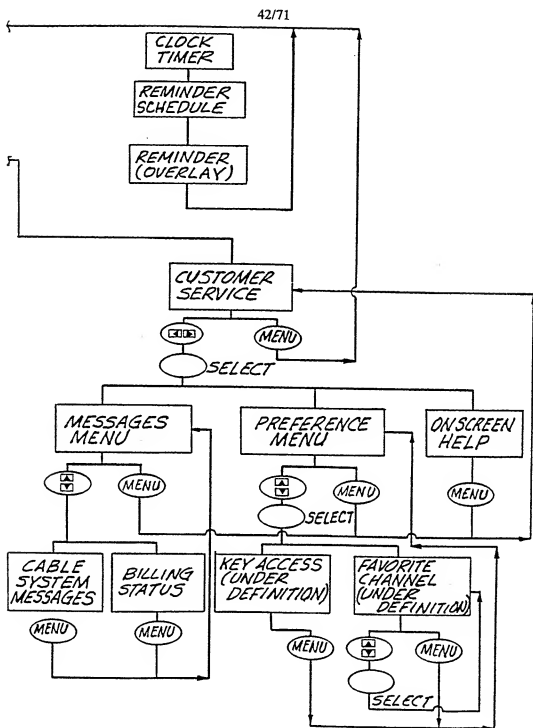 42/71
CLOCK
TIMER
REMINDER
SCHEDULE
REMINDER
(OVERLAY)
CUSTOMER
SERVICE
MENU
SELECT
MESSAGES
MENU
PREFERENCE
MENU
ON SCREEN
HELP
MENU
MENU
MENU
SELECT
CABLE
SYSTEM
MESSAGES
BILLING
STATUS
KEY ACCESS
(UNDER
DEFINITION)
FAVORITE
CHANNEL
(UNDER
DEFINITION)
MENU
MENU
MENU
MENU
SELECT